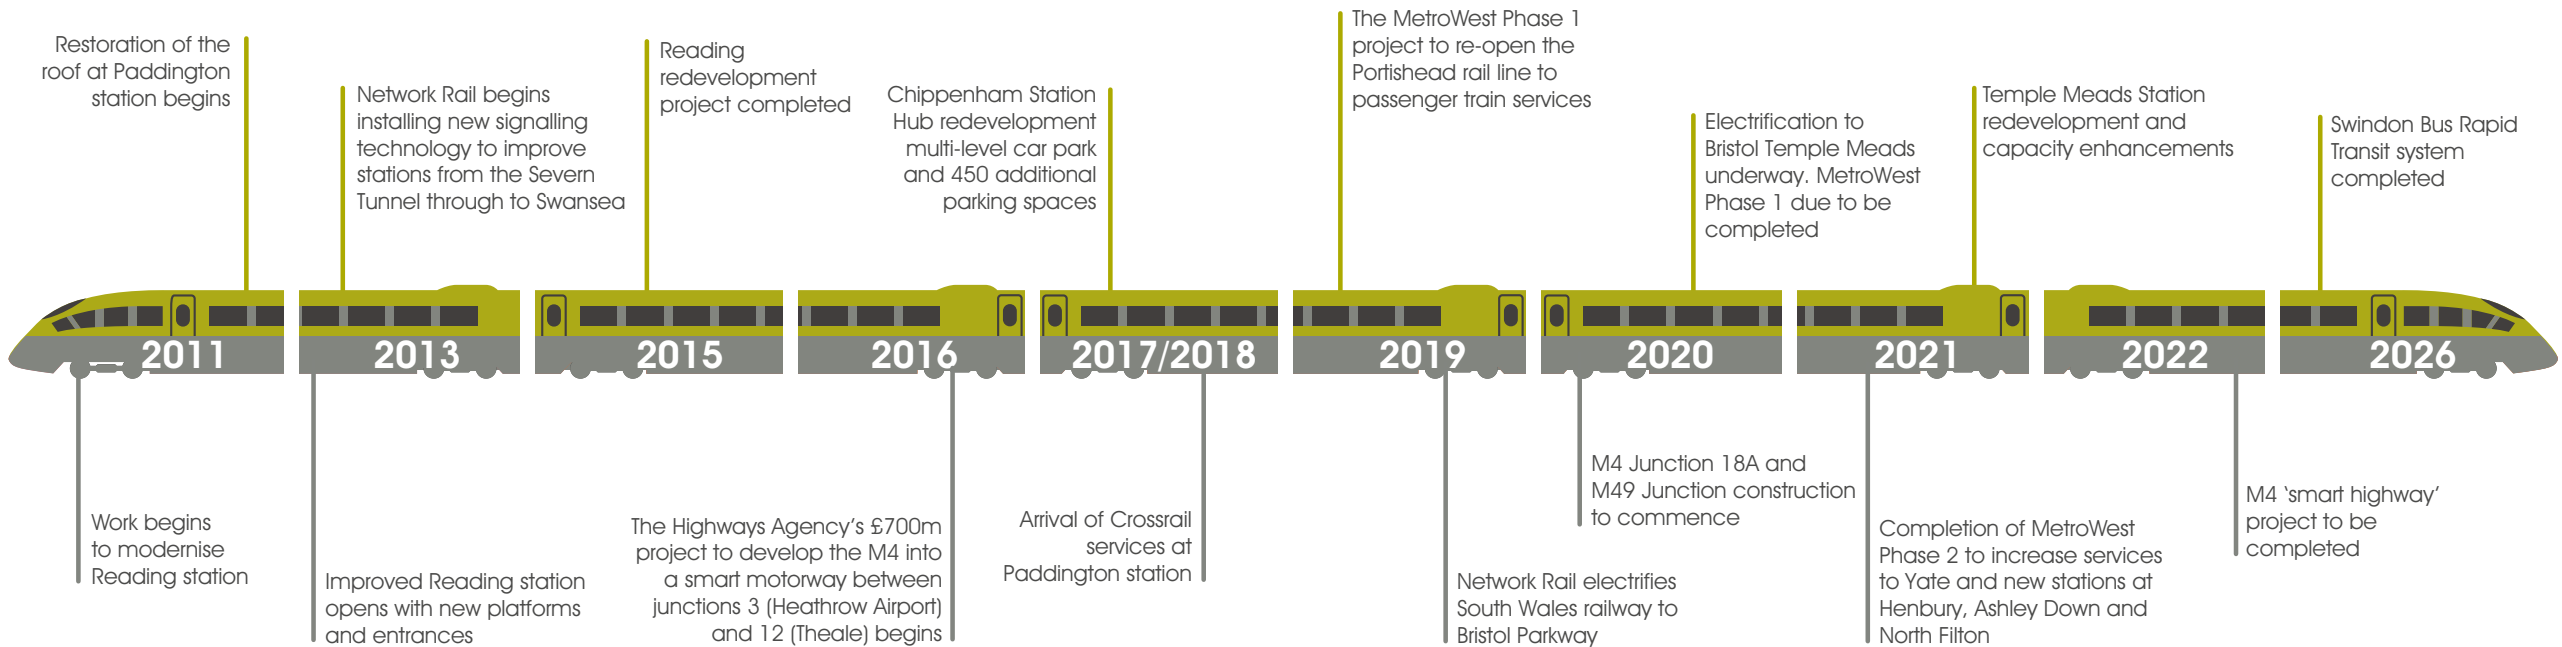 Restoration of the
roof at Paddington
station begins
Network Rail begins
installing new signalling
technology to improve
stations from the Severn
Tunnel through to Swansea
Reading
redevelopment
project completed
Chippenham Station
Hub redevelopment
multi-level car park
and 450 additional
parking spaces
The MetroWest Phase 1
project to re-open the
Portishead rail line to
passenger train services
Electrification to
Bristol Temple Meads
underway. MetroWest
Phase 1 due to be
completed
Temple Meads Station
redevelopment and
capacity enhancements
Swindon Bus Rapid
Transit system
completed
2011
2013
2015
2016
2017/2018
2019
2020
2021
2022
2026
Work begins
to modernise
Reading station
Improved Reading station
opens with new platforms
and entrances
The Highways Agency's £700m
project to develop the M4 into
a smart motorway between
junctions 3 (Heathrow Airport)
and 12 (Theale) begins
Arrival of Crossrail
services at
Paddington station
Network Rail electrifies
South Wales railway to
Bristol Parkway
M4 Junction 18A and
M49 Junction construction
to commence
Completion of MetroWest
Phase 2 to increase services
to Yate and new stations at
Henbury, Ashley Down and
North Filton
M4 ‘smart highway’
project to be
completed